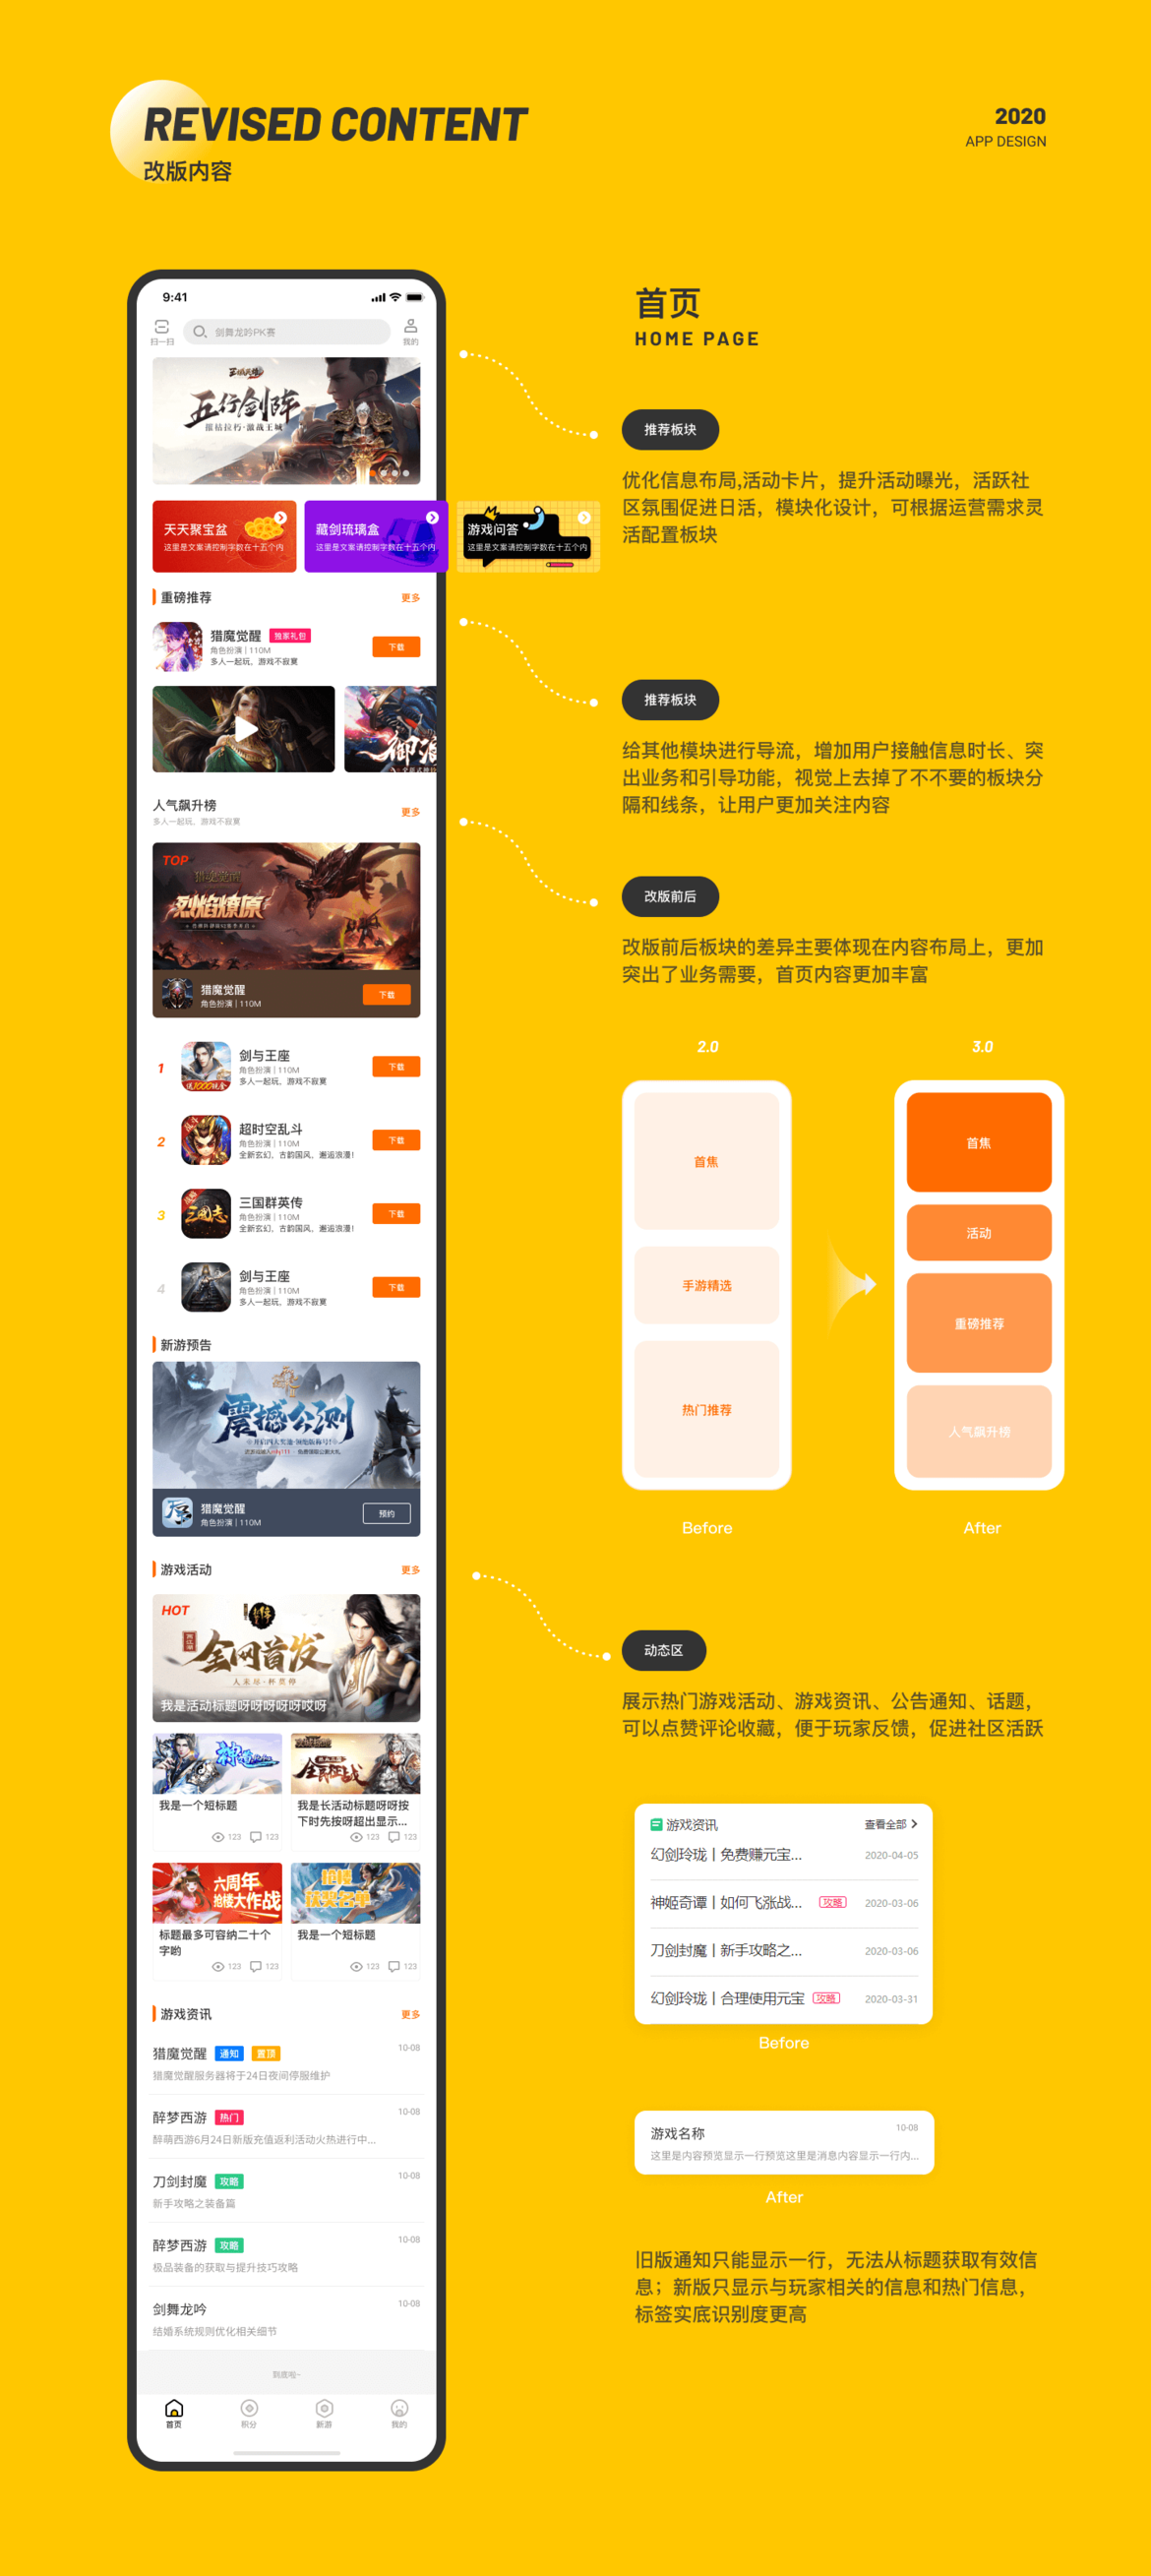 REVISED CONTENT
改版内容
2020
APP DESIGN
9:41
扫一扫
剑舞龙吟PK赛
我的
五行剑阵
摧枯拉朽·激战王城
天天聚宝盆
这里是文案请控制字数在十五个内
藏剑琉璃盒
这里是文案请控制字数在十五个内
游戏问答
这里是文案请控制字数在十五个内
重磅推荐
更多
猎魔觉醒 独家礼包
角色扮演 | 110M
多人一起玩，游戏不寂寞
下载
人气飙升榜
多人一起玩，游戏不寂寞
更多
TOP
猎魔觉醒
烈焰燎原
猎魔觉醒
角色扮演 | 110M
下载
1
剑与王座
角色扮演 | 110M
多人一起玩，游戏不寂寞
下载
2
超时空乱斗
角色扮演 | 110M
全新玄幻，古韵国风，邂逅浪漫！
下载
3
三国群英传
角色扮演 | 110M
全新玄幻，古韵国风，邂逅浪漫！
下载
4
剑与王座
角色扮演 | 110M
多人一起玩，游戏不寂寞
下载
新游预告
震撼公测
猎魔觉醒
角色扮演 | 110M
预约
游戏活动
更多
HOT
全网首发
我是活动标题呀呀呀呀呀哎呀
我是一个短标题
123 123
全民征战
我是长活动标题呀呀按
下时先按呀超出显示...
123 123
六周年
抢楼大作战
标题最多可容纳二十个
字哟
123 123
抢楼
获奖名单
我是一个短标题
123 123
游戏资讯
更多
猎魔觉醒 通知 置顶
10-08
猎魔觉醒服务器将于24日夜间停服维护
醉梦西游 热门
10-08
醉萌西游6月24日新版充值返利活动火热进行中...
刀剑封魔 攻略
10-08
新手攻略之装备篇
醉梦西游 攻略
10-08
极品装备的获取与提升技巧攻略
剑舞龙吟
10-08
结婚系统规则优化相关细节
到底啦~
首页
积分
新游
我的
首页
HOME PAGE
推荐板块
优化信息布局,活动卡片，提升活动曝光，活跃社
区氛围促进日活，模块化设计，可根据运营需求灵
活配置板块
推荐板块
给其他模块进行导流，增加用户接触信息时长、突
出业务和引导功能，视觉上去掉了不不要的板块分
隔和线条，让用户更加关注内容
改版前后
改版前后板块的差异主要体现在内容布局上，更加
突出了业务需要，首页内容更加丰富
2.0
3.0
首焦
手游精选
热门推荐
Before
首焦
活动
重磅推荐
人气飙升榜
After
动态区
展示热门游戏活动、游戏资讯、公告通知、话题，
可以点赞评论收藏，便于玩家反馈，促进社区活跃
游戏资讯
查看全部
幻剑玲珑丨免费赚元宝...
2020-04-05
神姬奇谭丨如何飞涨战... 攻略
2020-03-06
刀剑封魔丨新手攻略之...
2020-03-06
幻剑玲珑丨合理使用元宝 攻略
2020-03-31
Before
游戏名称
10-08
这里是内容预览显示一行预览这里是消息内容显示一行内...
After
旧版通知只能显示一行，无法从标题获取有效信
息；新版只显示与玩家相关的信息和热门信息，
标签实底识别度更高